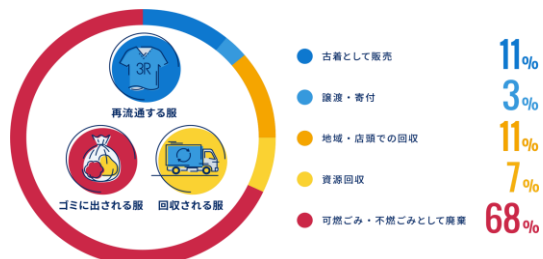 3R
再流通する服
ゴミに出される服
回収される服
古着として販売 11%
譲渡・寄付 3%
地域・店頭での回収 11%
資源回収 7%
可燃ごみ・不燃ごみとして廃棄 68%